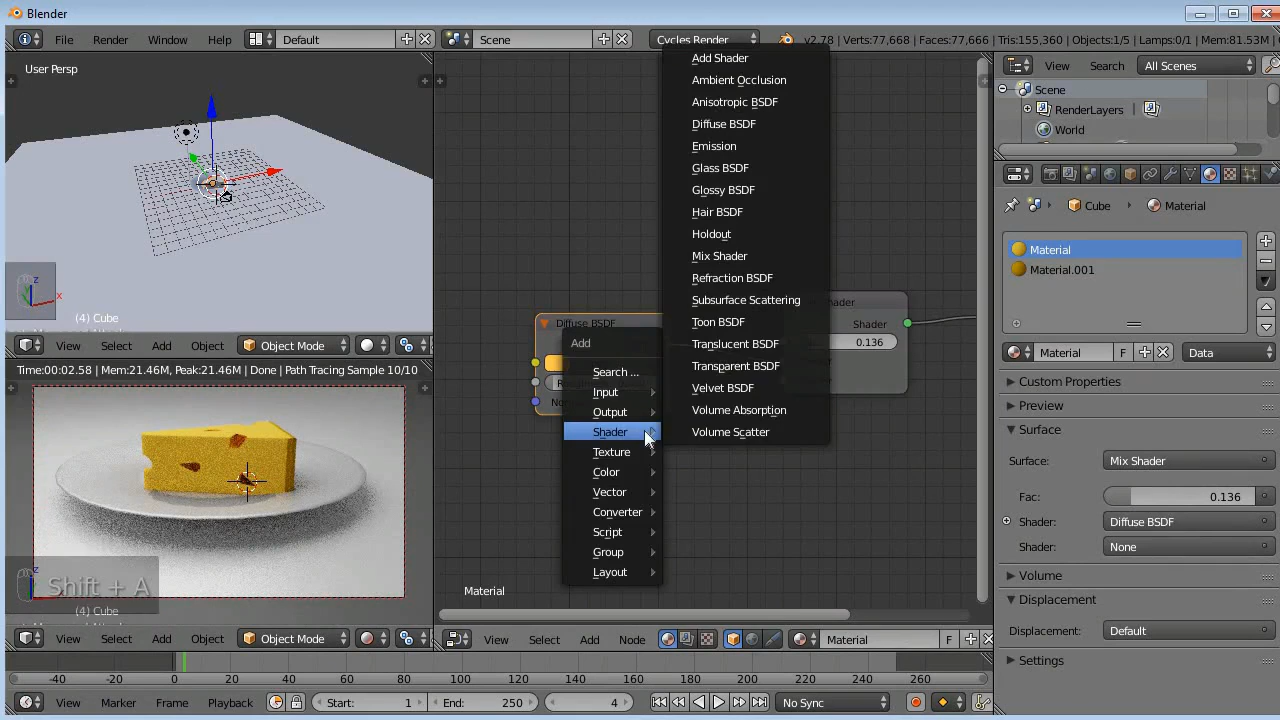 Blender
File Render Window Help Default Scene Cycles Render v2.78 | Verts:77,668 | Faces:77,666 | Tris:155,360 | Objects:1/5 | Lamps:0/1 | Mem:81.53M
User Persp
z
x
(4) Cube
View Select Add Object Object Mode
Time:00:02.58 | Mem:21.46M, Peak:21.46M | Done | Path Tracing Sample 10/10
z
Shift + A
(4) Cube
View Select Add Object Object Mode
Add Shader
Ambient Occlusion
Anisotropic BSDF
Diffuse BSDF
Emission
Glass BSDF
Glossy BSDF
Hair BSDF
Holdout
Mix Shader
Refraction BSDF
Subsurface Scattering
Toon BSDF
Translucent BSDF
Transparent BSDF
Velvet BSDF
Volume Absorption
Volume Scatter
Diffuse BSDF
Shader
0.136
Add
Search ...
Input
Output
Shader
Texture
Color
Vector
Converter
Script
Group
Layout
Material
View Select Add Node Material F
View Search All Scenes
Scene
RenderLayers |
World
Cube Material
Material
Material.001
Material F Data
Custom Properties
Preview
Surface
Surface: Mix Shader
Fac: 0.136
Shader: Diffuse BSDF
Shader: None
Volume
Displacement
Displacement: Default
Settings
-40 -20 0 20 40 60 80 100 120 140 160 180 200 220 240 260
View Marker Frame Playback Start: 1 End: 250 4 No Sync